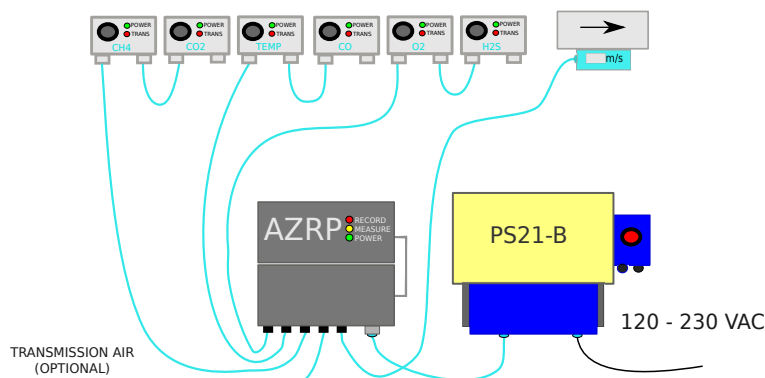 POWER
TRANS
CH4
POWER
TRANS
CO2
POWER
TRANS
TEMP
POWER
TRANS
CO
POWER
TRANS
O2
POWER
TRANS
H2S
m/s
AZRP
RECORD
MEASURE
POWER
PS21-B
120 - 230 VAC
TRANSMISSION AIR
(OPTIONAL)